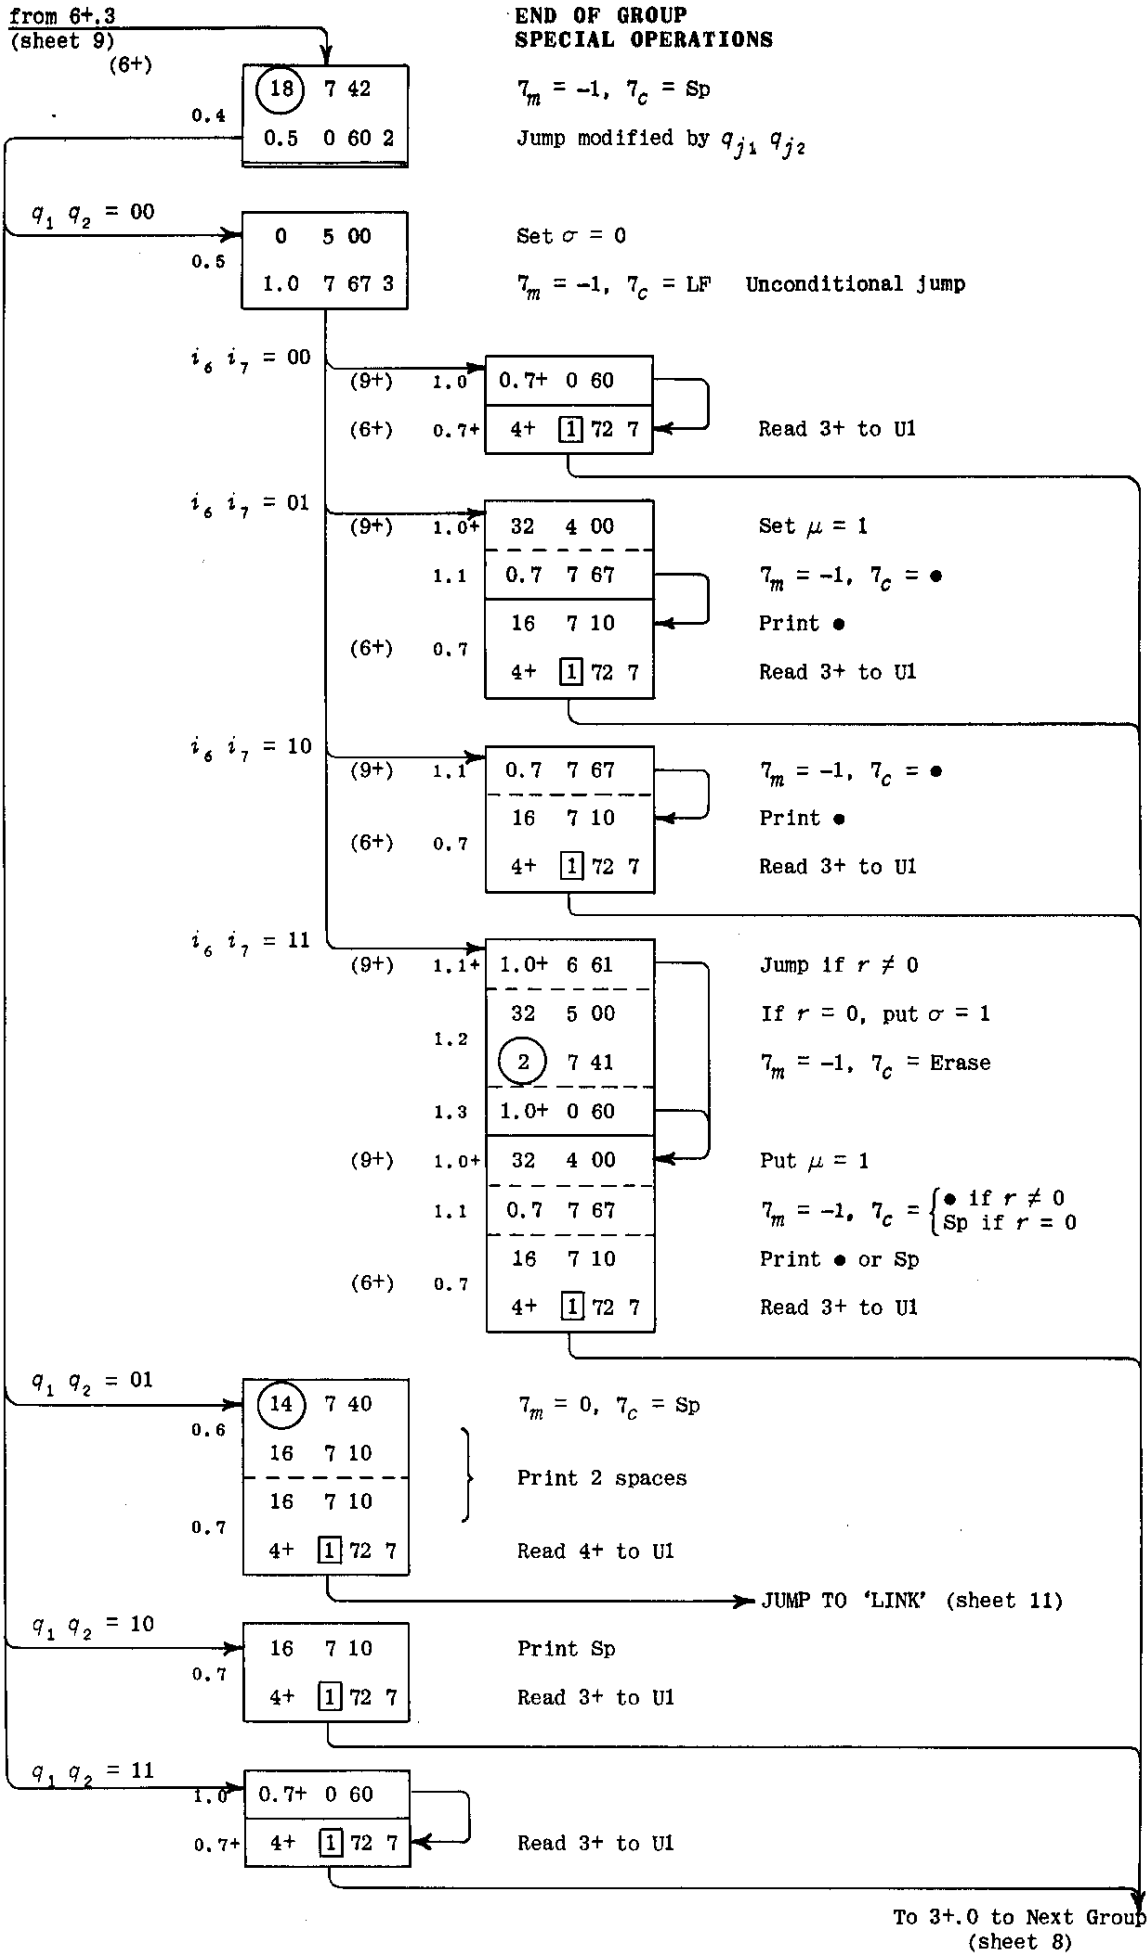 from 6+.3
(sheet 9)
(6+)
END OF GROUP
SPECIAL OPERATIONS
18 7 42 7m = -1, 7c = Sp
0.4
0.5 0 60 2 Jump modified by qj1 qj2
q1 q2 = 00
0 5 00 Set σ = 0
0.5
1.0 7 67 3 7m = -1, 7c = LF Unconditional jump
i6 i7 = 00
(9+) 1.0 0.7+ 0 60
(6+) 0.7+ 4+ 1 72 7 Read 3+ to U1
i6 i7 = 01
(9+) 1.0+ 32 4 00 Set μ = 1
1.1 0.7 7 67 7m = -1, 7c = ●
16 7 10 Print ●
(6+) 0.7
4+ 1 72 7 Read 3+ to U1
i6 i7 = 10
(9+) 1.1 0.7 7 67 7m = -1, 7c = ●
16 7 10 Print ●
(6+) 0.7
4+ 1 72 7 Read 3+ to U1
i6 i7 = 11
(9+) 1.1+ 1.0+ 6 61 Jump if r ≠ 0
32 5 00 If r = 0, put σ = 1
1.2
2 7 41 7m = -1, 7c = Erase
1.3 1.0+ 0 60
(9+) 1.0+ 32 4 00 Put μ = 1
1.1 0.7 7 67 7m = -1, 7c = { ● if r ≠ 0
Sp if r = 0
16 7 10 Print ● or Sp
(6+) 0.7
4+ 1 72 7 Read 3+ to U1
q1 q2 = 01
14 7 40 7m = 0, 7c = Sp
0.6
16 7 10
Print 2 spaces
16 7 10
0.7
4+ 1 72 7 Read 4+ to U1
JUMP TO ‘LINK’ (sheet 11)
q1 q2 = 10
16 7 10 Print Sp
0.7
4+ 1 72 7 Read 3+ to U1
q1 q2 = 11
1.0 0.7+ 0 60
0.7+ 4+ 1 72 7 Read 3+ to U1
To 3+.0 to Next Group
(sheet 8)